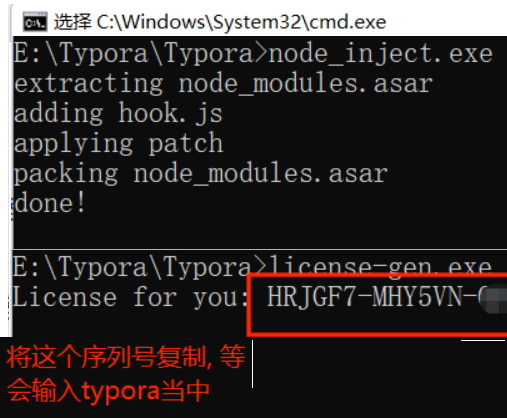 选择 C:\Windows\System32\cmd.exe
E:\Typora\Typora>node_inject.exe
extracting node_modules.asar
adding hook.js
applying patch
packing node_modules.asar
done!
E:\Typora\Typora>license-gen.exe
License for you: HRJGF7-MHY5VN-
将这个序列号复制, 等
会输入typora当中